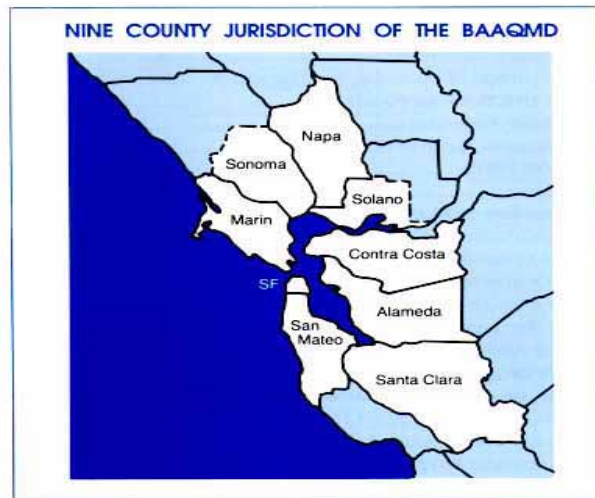 NINE COUNTY JURISDICTION OF THE BAAQMD
Napa
Sonoma
Solano
Marin
Contra Costa
SF
Alameda
San
Mateo
Santa Clara